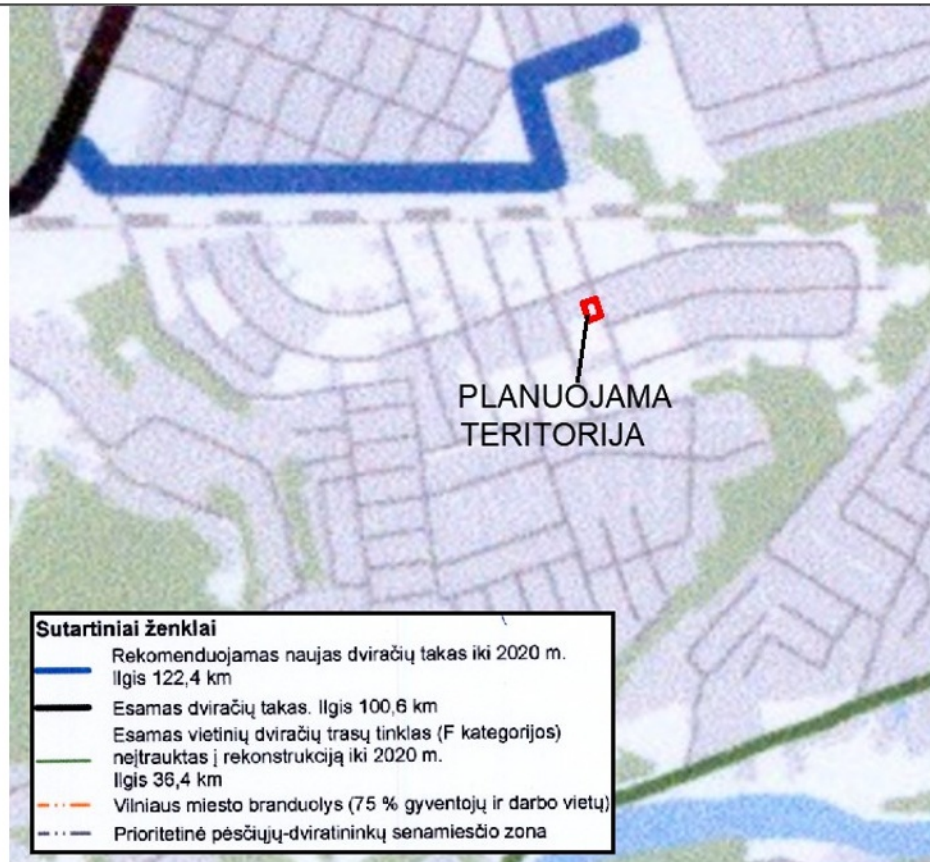 PLANUOJAMA
TERITORIJA
Sutartiniai ženklai
Rekomenduojamas naujas dviračių takas iki 2020 m.
Ilgis 122,4 km
Esamas dviračių takas. Ilgis 100,6 km
Esamas vietinių dviračių trasų tinklas (F kategorijos)
neįtrauktas į rekonstrukciją iki 2020 m.
Ilgis 36,4 km
Vilniaus miesto branduolys (75 % gyventojų ir darbo vietų)
Prioritetinė pėsčiųjų-dviratininkų senamiesčio zona